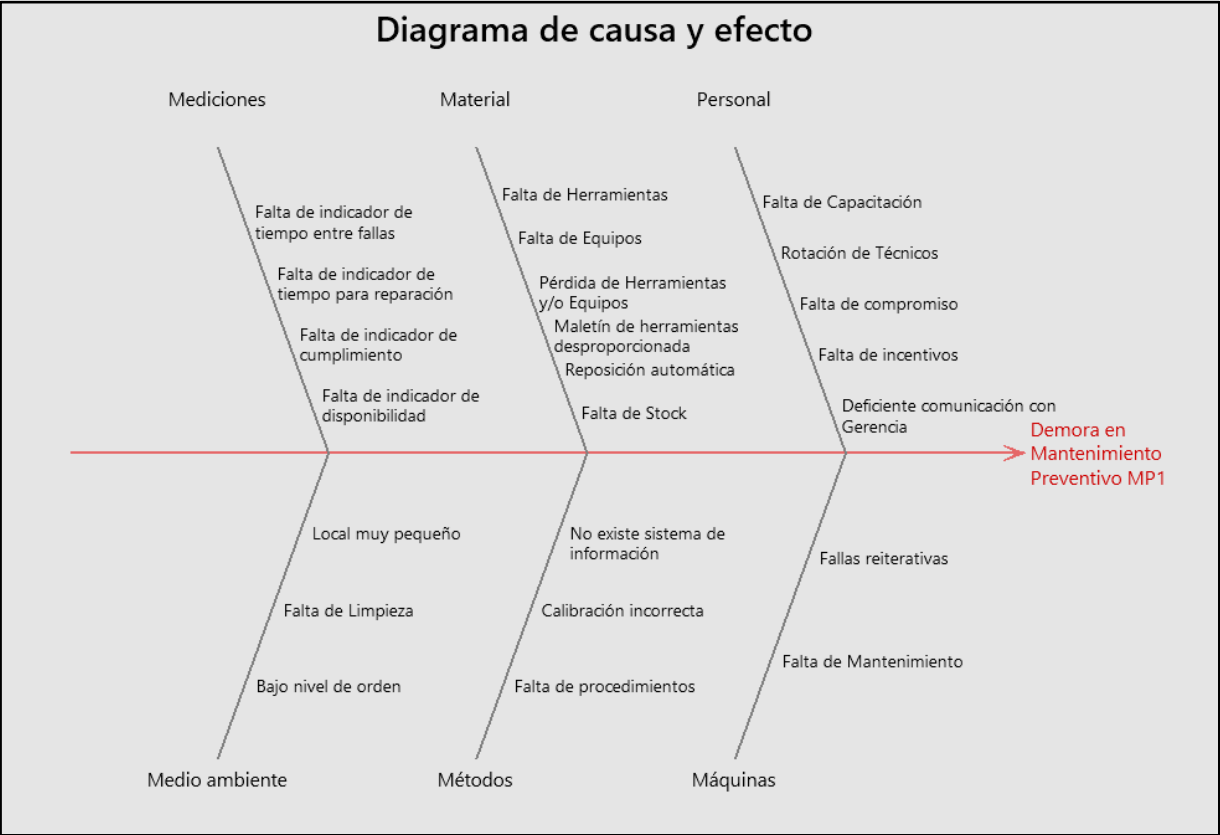 Diagrama de causa y efecto
Mediciones
Material
Personal
Falta de indicador de
tiempo entre fallas
Falta de indicador de
tiempo para reparación
Falta de indicador de
cumplimiento
Falta de indicador de
disponibilidad
Falta de Herramientas
Falta de Equipos
Pérdida de Herramientas
y/o Equipos
Maletín de herramientas
desproporcionada
Reposición automática
Falta de Stock
Falta de Capacitación
Rotación de Técnicos
Falta de compromiso
Falta de incentivos
Deficiente comunicación con
Gerencia
Demora en
Mantenimiento
Preventivo MP1
Local muy pequeño
Falta de Limpieza
Bajo nivel de orden
No existe sistema de
información
Calibración incorrecta
Falta de procedimientos
Fallas reiterativas
Falta de Mantenimiento
Medio ambiente
Métodos
Máquinas